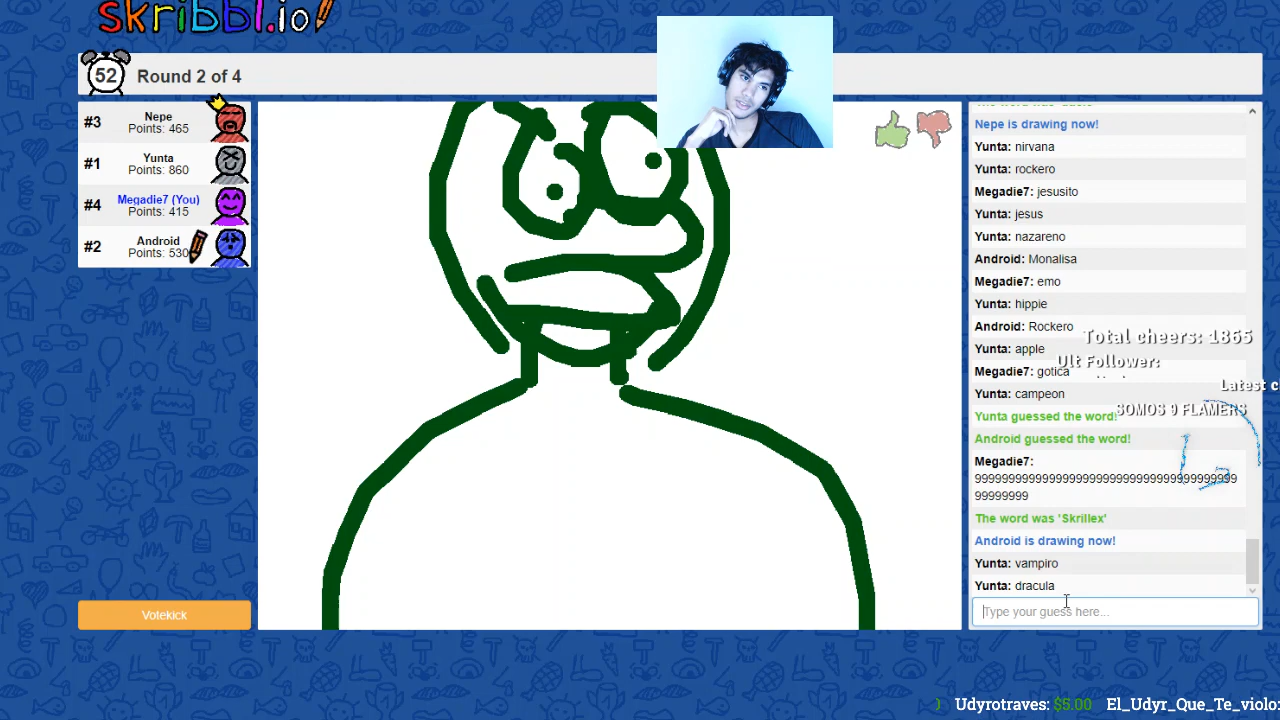 skribbl.io
52
Round 2 of 4
#3
Nepe
Points: 465
#1
Yunta
Points: 860
#4
Megadie7 (You)
Points: 415
#2
Android
Points: 530
Votekick
Nepe is drawing now!
Yunta: nirvana
Yunta: rockero
Megadie7: jesusito
Yunta: jesus
Yunta: nazareno
Android: Monalisa
Megadie7: emo
Yunta: hippie
Android: Rockero
Total cheers: 1865
Yunta: apple
Ult Follower:
Megadie7: gotica
Latest c
Yunta: campeon
SOMOS 9 FLAMERS
Yunta guessed the word!
Android guessed the word!
Megadie7:
The word was 'Skrillex'
Android is drawing now!
Yunta: vampiro
Yunta: dracula
Type your guess here...
) Udyrotraves: $5.00 El_Udyr_Que_Te_violo: